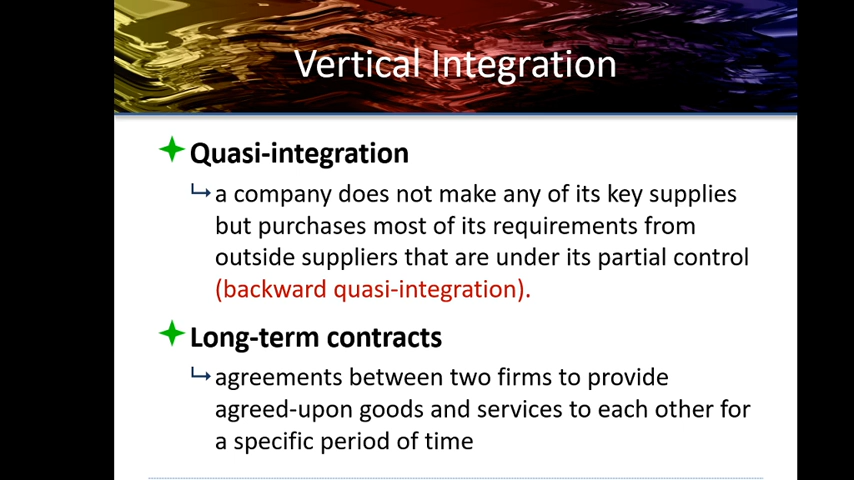 Vertical Integration
Quasi-integration
a company does not make any of its key supplies
but purchases most of its requirements from
outside suppliers that are under its partial control
(backward quasi-integration).
Long-term contracts
agreements between two firms to provide
agreed-upon goods and services to each other for
a specific period of time